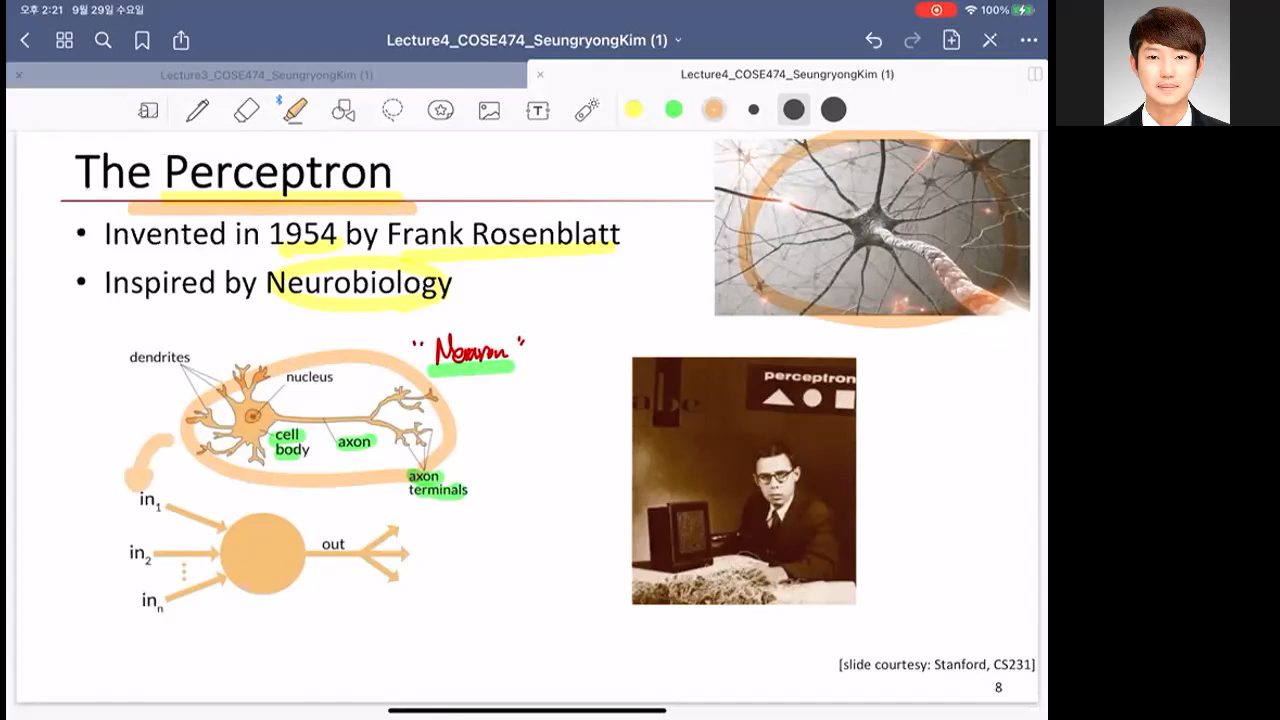 오후 2:21 9월 29일 수요일
100%
Lecture4_COSE474_SeungryongKim (1)
Lecture3_COSE474_SeungryongKim (1)
Lecture4_COSE474_SeungryongKim (1)
The Perceptron
• Invented in 1954 by Frank Rosenblatt
• Inspired by Neurobiology
"Neuron"
dendrites
nucleus
cell
body
axon
axon
terminals
in1
in2
inn
out
abc
perceptron
[slide courtesy: Stanford, CS231]
8